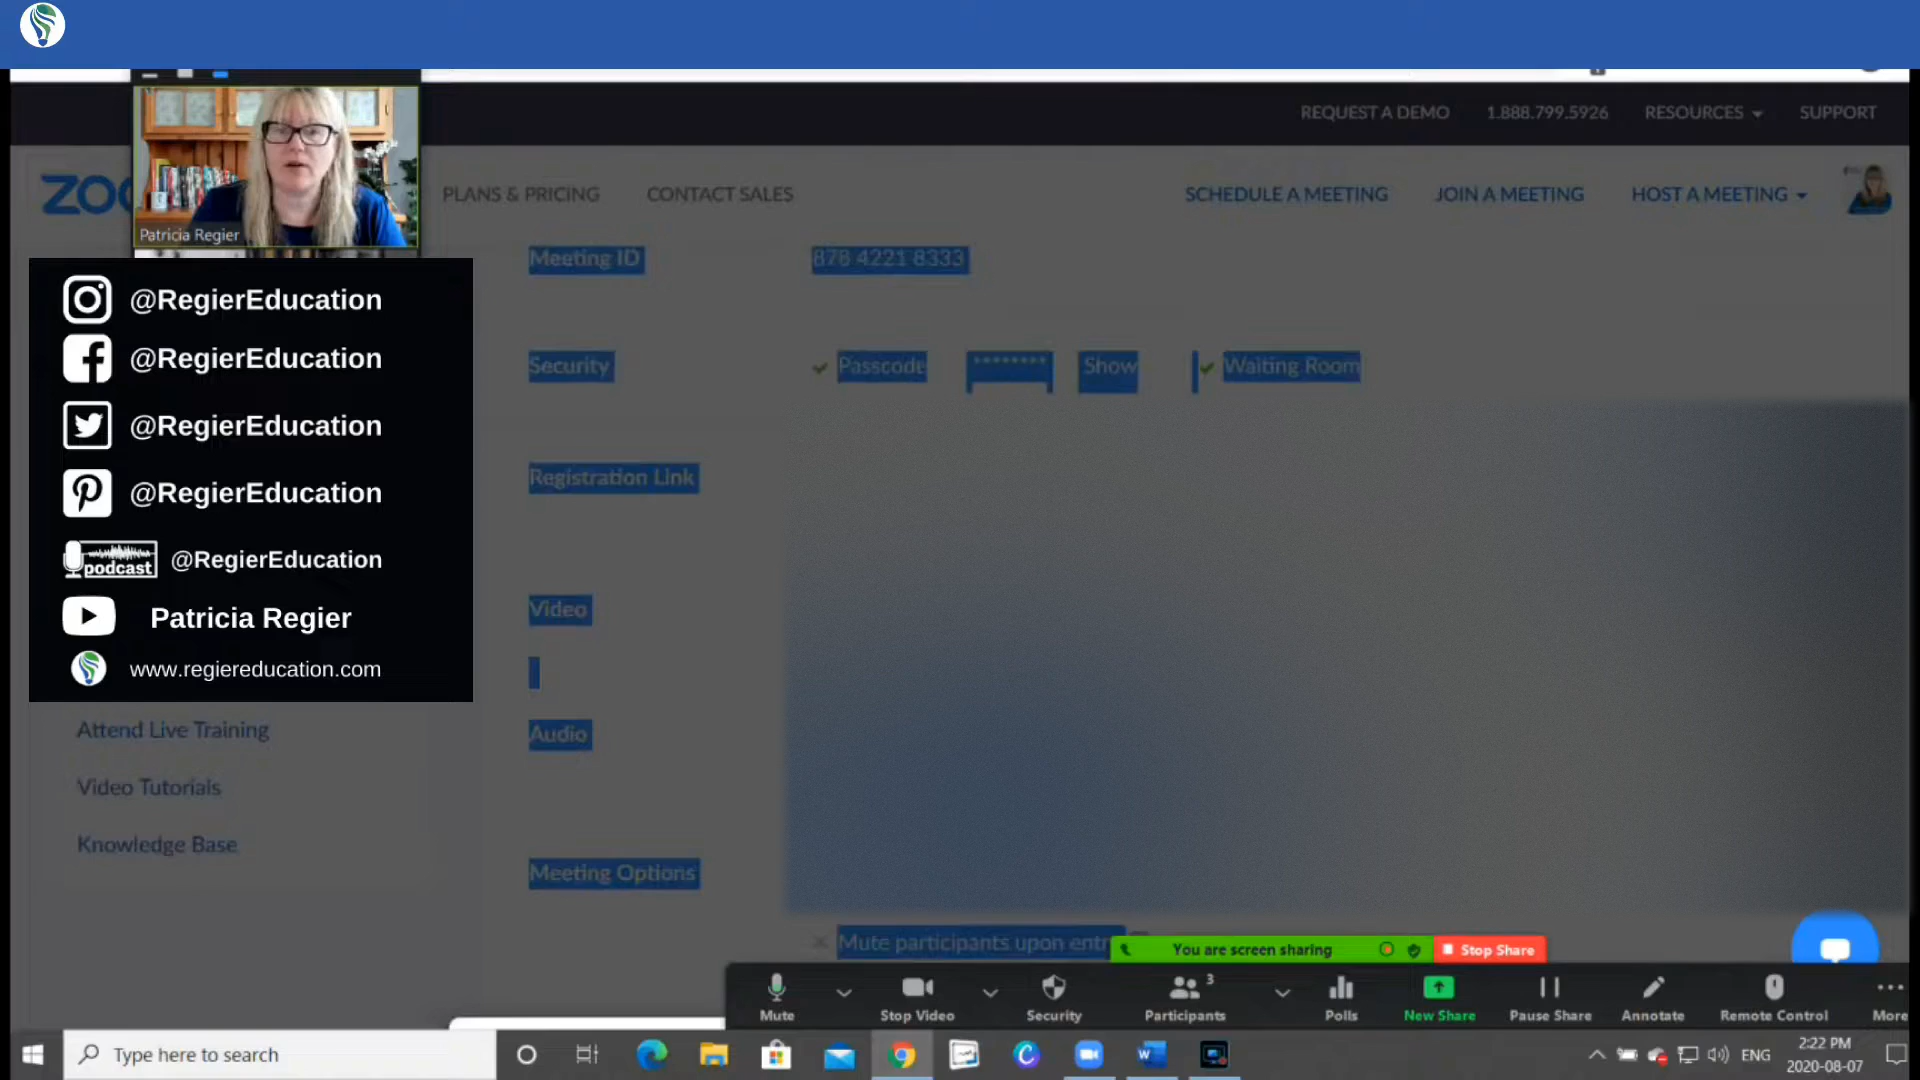 REQUEST A DEMO 1.888.799.5926 RESOURCES SUPPORT
PLANS & PRICING CONTACT SALES SCHEDULE A MEETING JOIN A MEETING HOST A MEETING
Patricia Regier
Meeting ID 878 4221 8333
@RegierEducation
@RegierEducation
Security Passcode ******** Show Waiting Room
@RegierEducation
Registration Link
@RegierEducation
podcast @RegierEducation
Patricia Regier
Video
www.regiereducation.com
Attend Live Training
Audio
Video Tutorials
Knowledge Base
Meeting Options
Mute participants upon entr
You are screen sharing Stop Share
3
Mute Stop Video Security Participants Polls New Share Pause Share Annotate Remote Control More
Type here to search
ENG
2:22 PM
2020-08-07